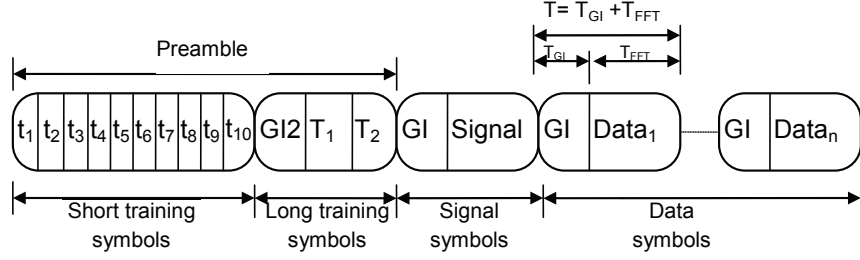 T= T_GI +T_FFT
Preamble
T_GI T_FFT
t1 t2 t3 t4 t5 t6 t7 t8 t9 t10 GI2 T1 T2 GI Signal GI Data1 GI Datan
Short training Long training Signal Data
symbols symbols symbols symbols